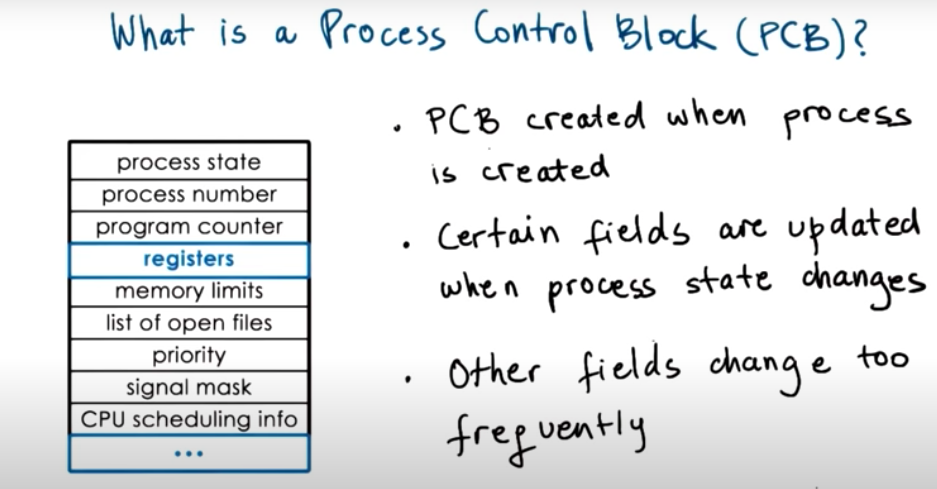 What is a Process Control Block (PCB)?
process state
process number
program counter
registers
memory limits
list of open files
priority
signal mask
CPU scheduling info
...
• PCB created when process
is created
• Certain fields are updated
when process state changes
• Other fields change too
frequently